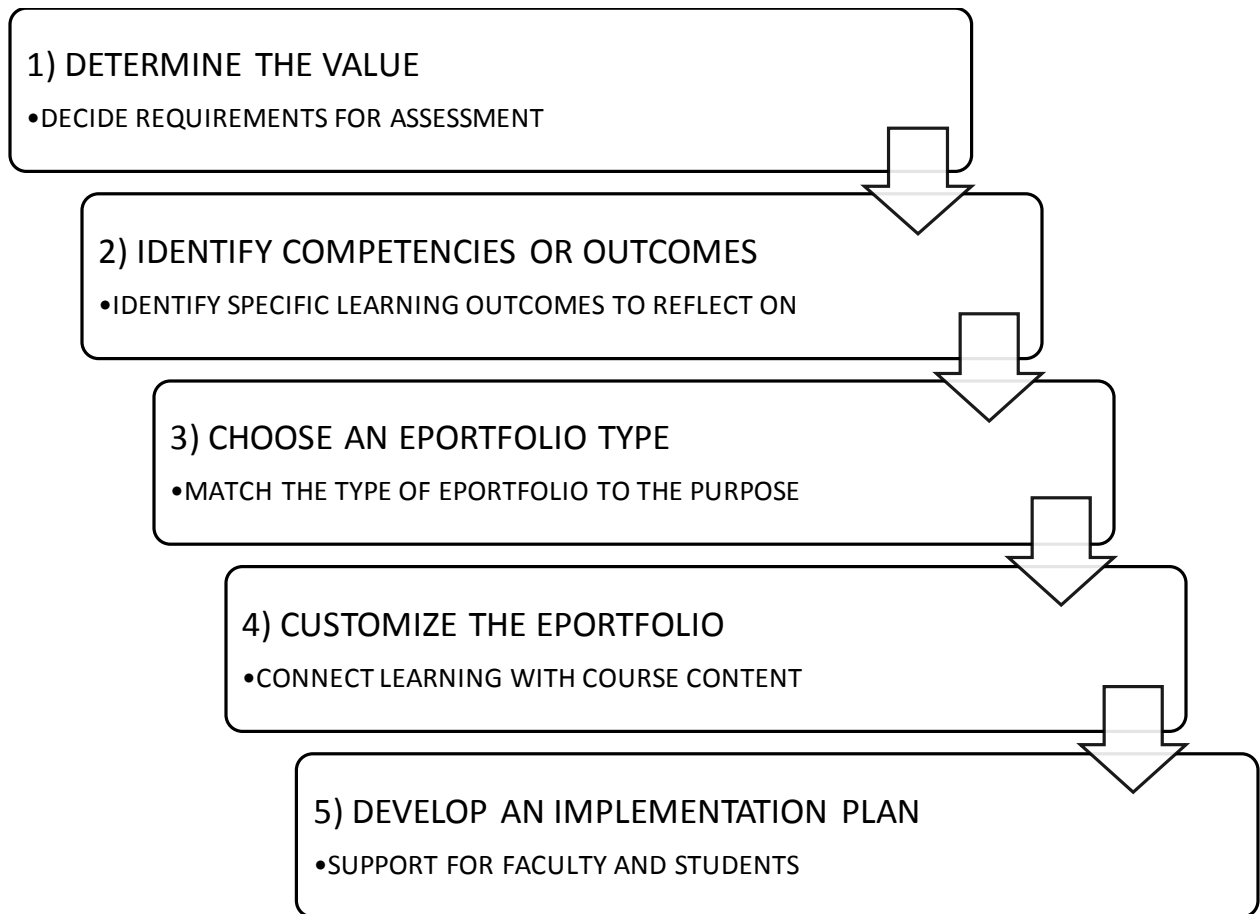 1) DETERMINE THE VALUE
•DECIDE REQUIREMENTS FOR ASSESSMENT
2) IDENTIFY COMPETENCIES OR OUTCOMES
•IDENTIFY SPECIFIC LEARNING OUTCOMES TO REFLECT ON
3) CHOOSE AN EPORTFOLIO TYPE
•MATCH THE TYPE OF EPORTFOLIO TO THE PURPOSE
4) CUSTOMIZE THE EPORTFOLIO
•CONNECT LEARNING WITH COURSE CONTENT
5) DEVELOP AN IMPLEMENTATION PLAN
•SUPPORT FOR FACULTY AND STUDENTS